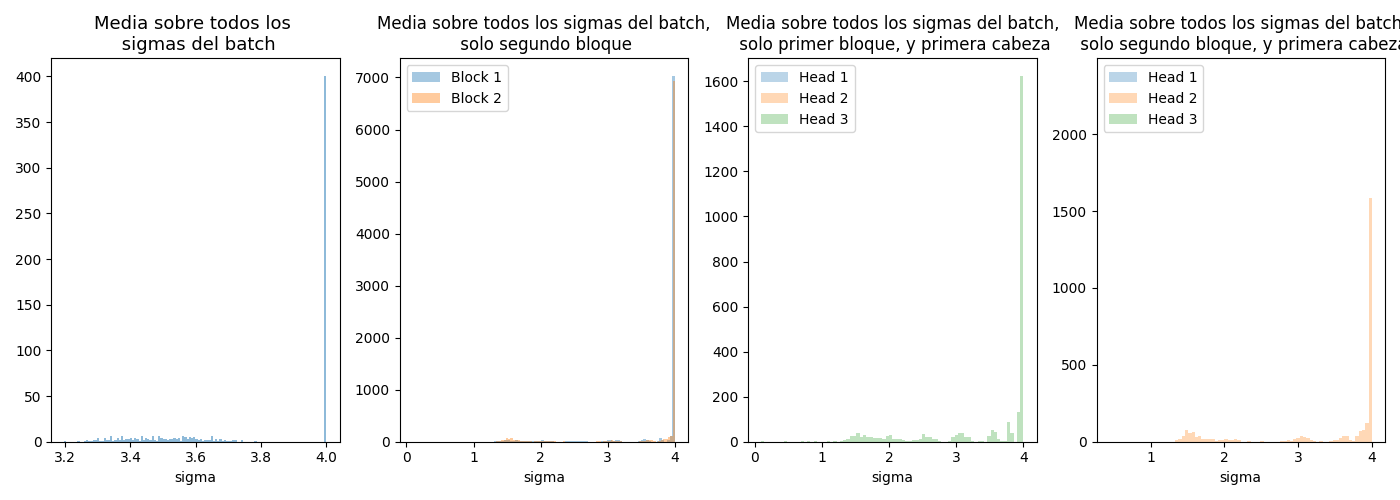 Media sobre todos los
sigmas del batch
400
350
300
250
200
150
100
50
0
3.2
3.4
3.6
3.8
4.0
sigma
Media sobre todos los sigmas del batch,
solo segundo bloque
Block 1
Block 2
7000
6000
5000
4000
3000
2000
1000
0
0
1
2
3
4
sigma
Media sobre todos los sigmas del batch,
solo primer bloque, y primera cabeza
Head 1
Head 2
Head 3
1600
1400
1200
1000
800
600
400
200
0
0
1
2
3
4
sigma
Media sobre todos los sigmas del batch
solo segundo bloque, y primera cabeza
Head 1
Head 2
Head 3
2000
1500
1000
500
0
1
2
3
4
sigma